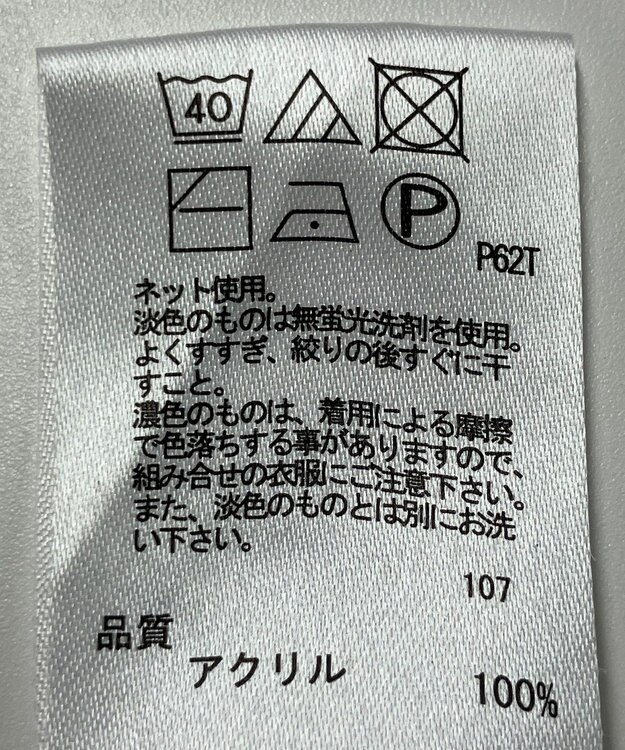 40
P
P62T
ネット使用。
淡色のものは無蛍光洗剤を使用。
よくすすぎ、絞りの後すぐに干
すこと。
濃色のものは、着用による摩擦
で色落ちする事がありますので、
組み合せの衣服にご注意下さい。
また、淡色のものとは別にお洗
い下さい。
107
品質
アクリル 100%